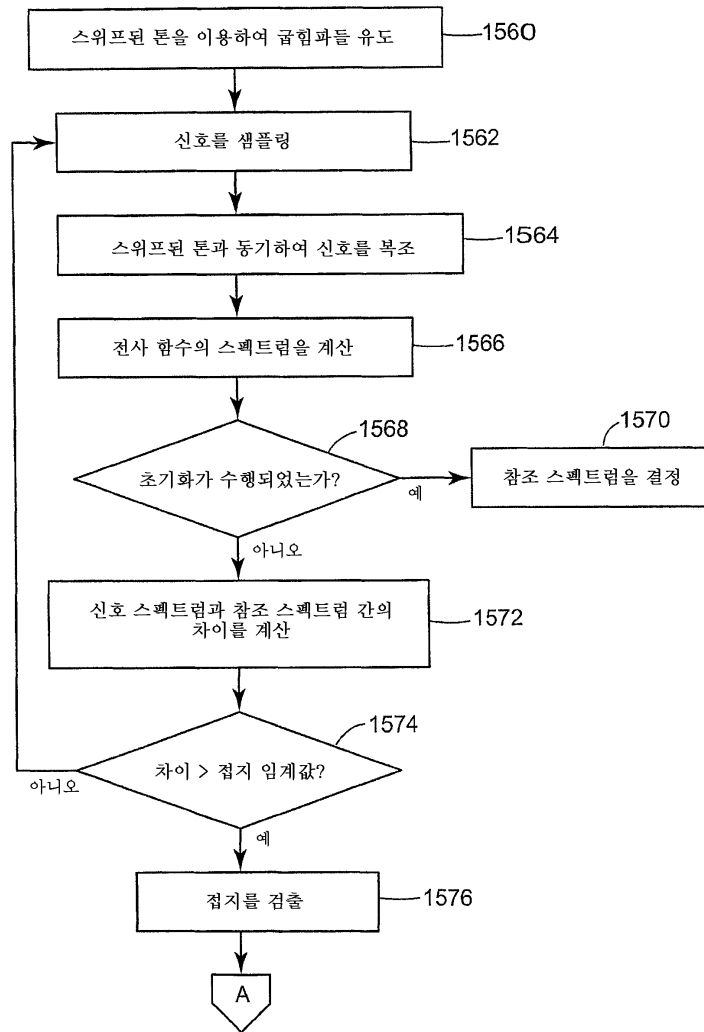 스위프된 톤을 이용하여 굽힘파들 유도
1560
신호를 샘플링
1562
스위프된 톤과 동기하여 신호를 복조
1564
전사 함수의 스펙트럼을 계산
1566
초기화가 수행되었는가?
1568
예
참조 스펙트럼을 결정
1570
아니오
신호 스펙트럼과 참조 스펙트럼 간의
차이를 계산
1572
차이 > 접지 임계값?
1574
아니오
예
접지를 검출
1576
A